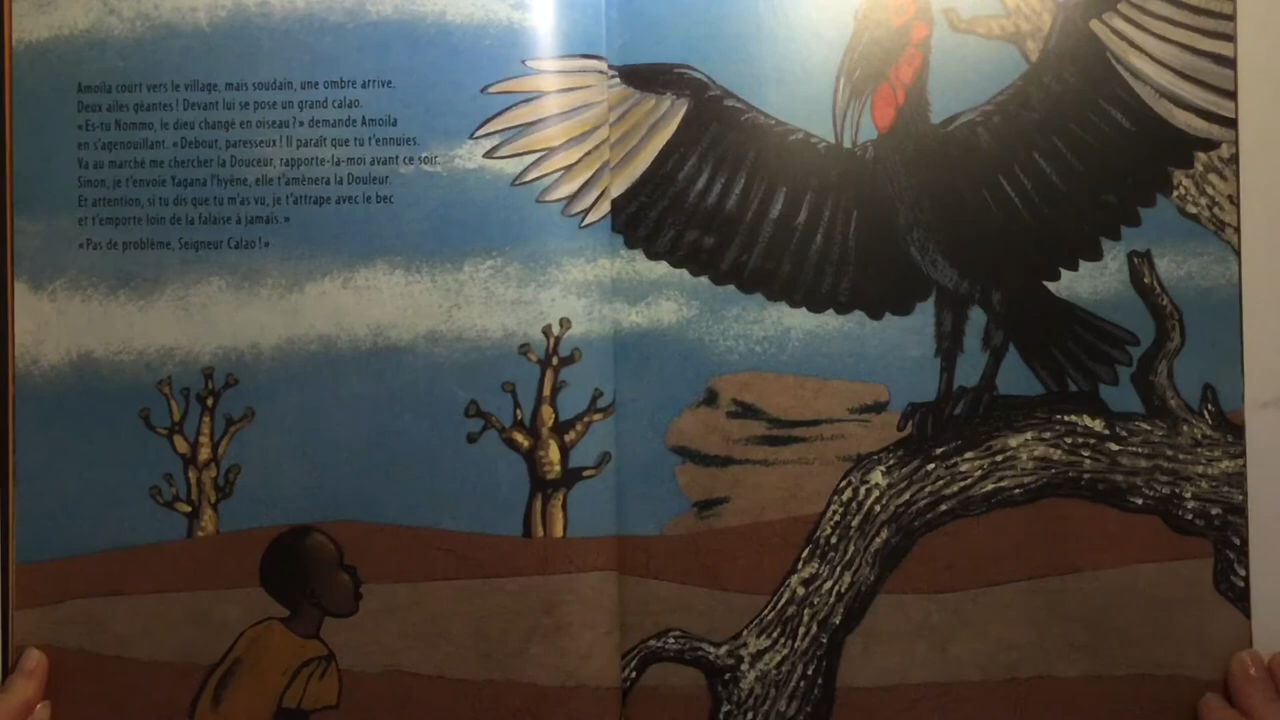 Amoila court vers le village, mais soudain, une ombre arrive.
Deux ailes géantes ! Devant lui se pose un grand calao.
« Es-tu Nommo, le dieu changé en oiseau ? » demande Amoila
en s'agenouillant. « Debout, paresseux ! Il paraît que tu t'ennuies.
Va au marché me chercher la Douceur, rapporte-la-moi avant ce soir.
Sinon, je t'envoie Yagana l'hyène, elle t'amènera la Douleur.
Et attention, si tu dis que tu m'as vu, je t'attrape avec le bec
et t'emporte loin de la falaise à jamais. »
« Pas de problème, Seigneur Calao ! »